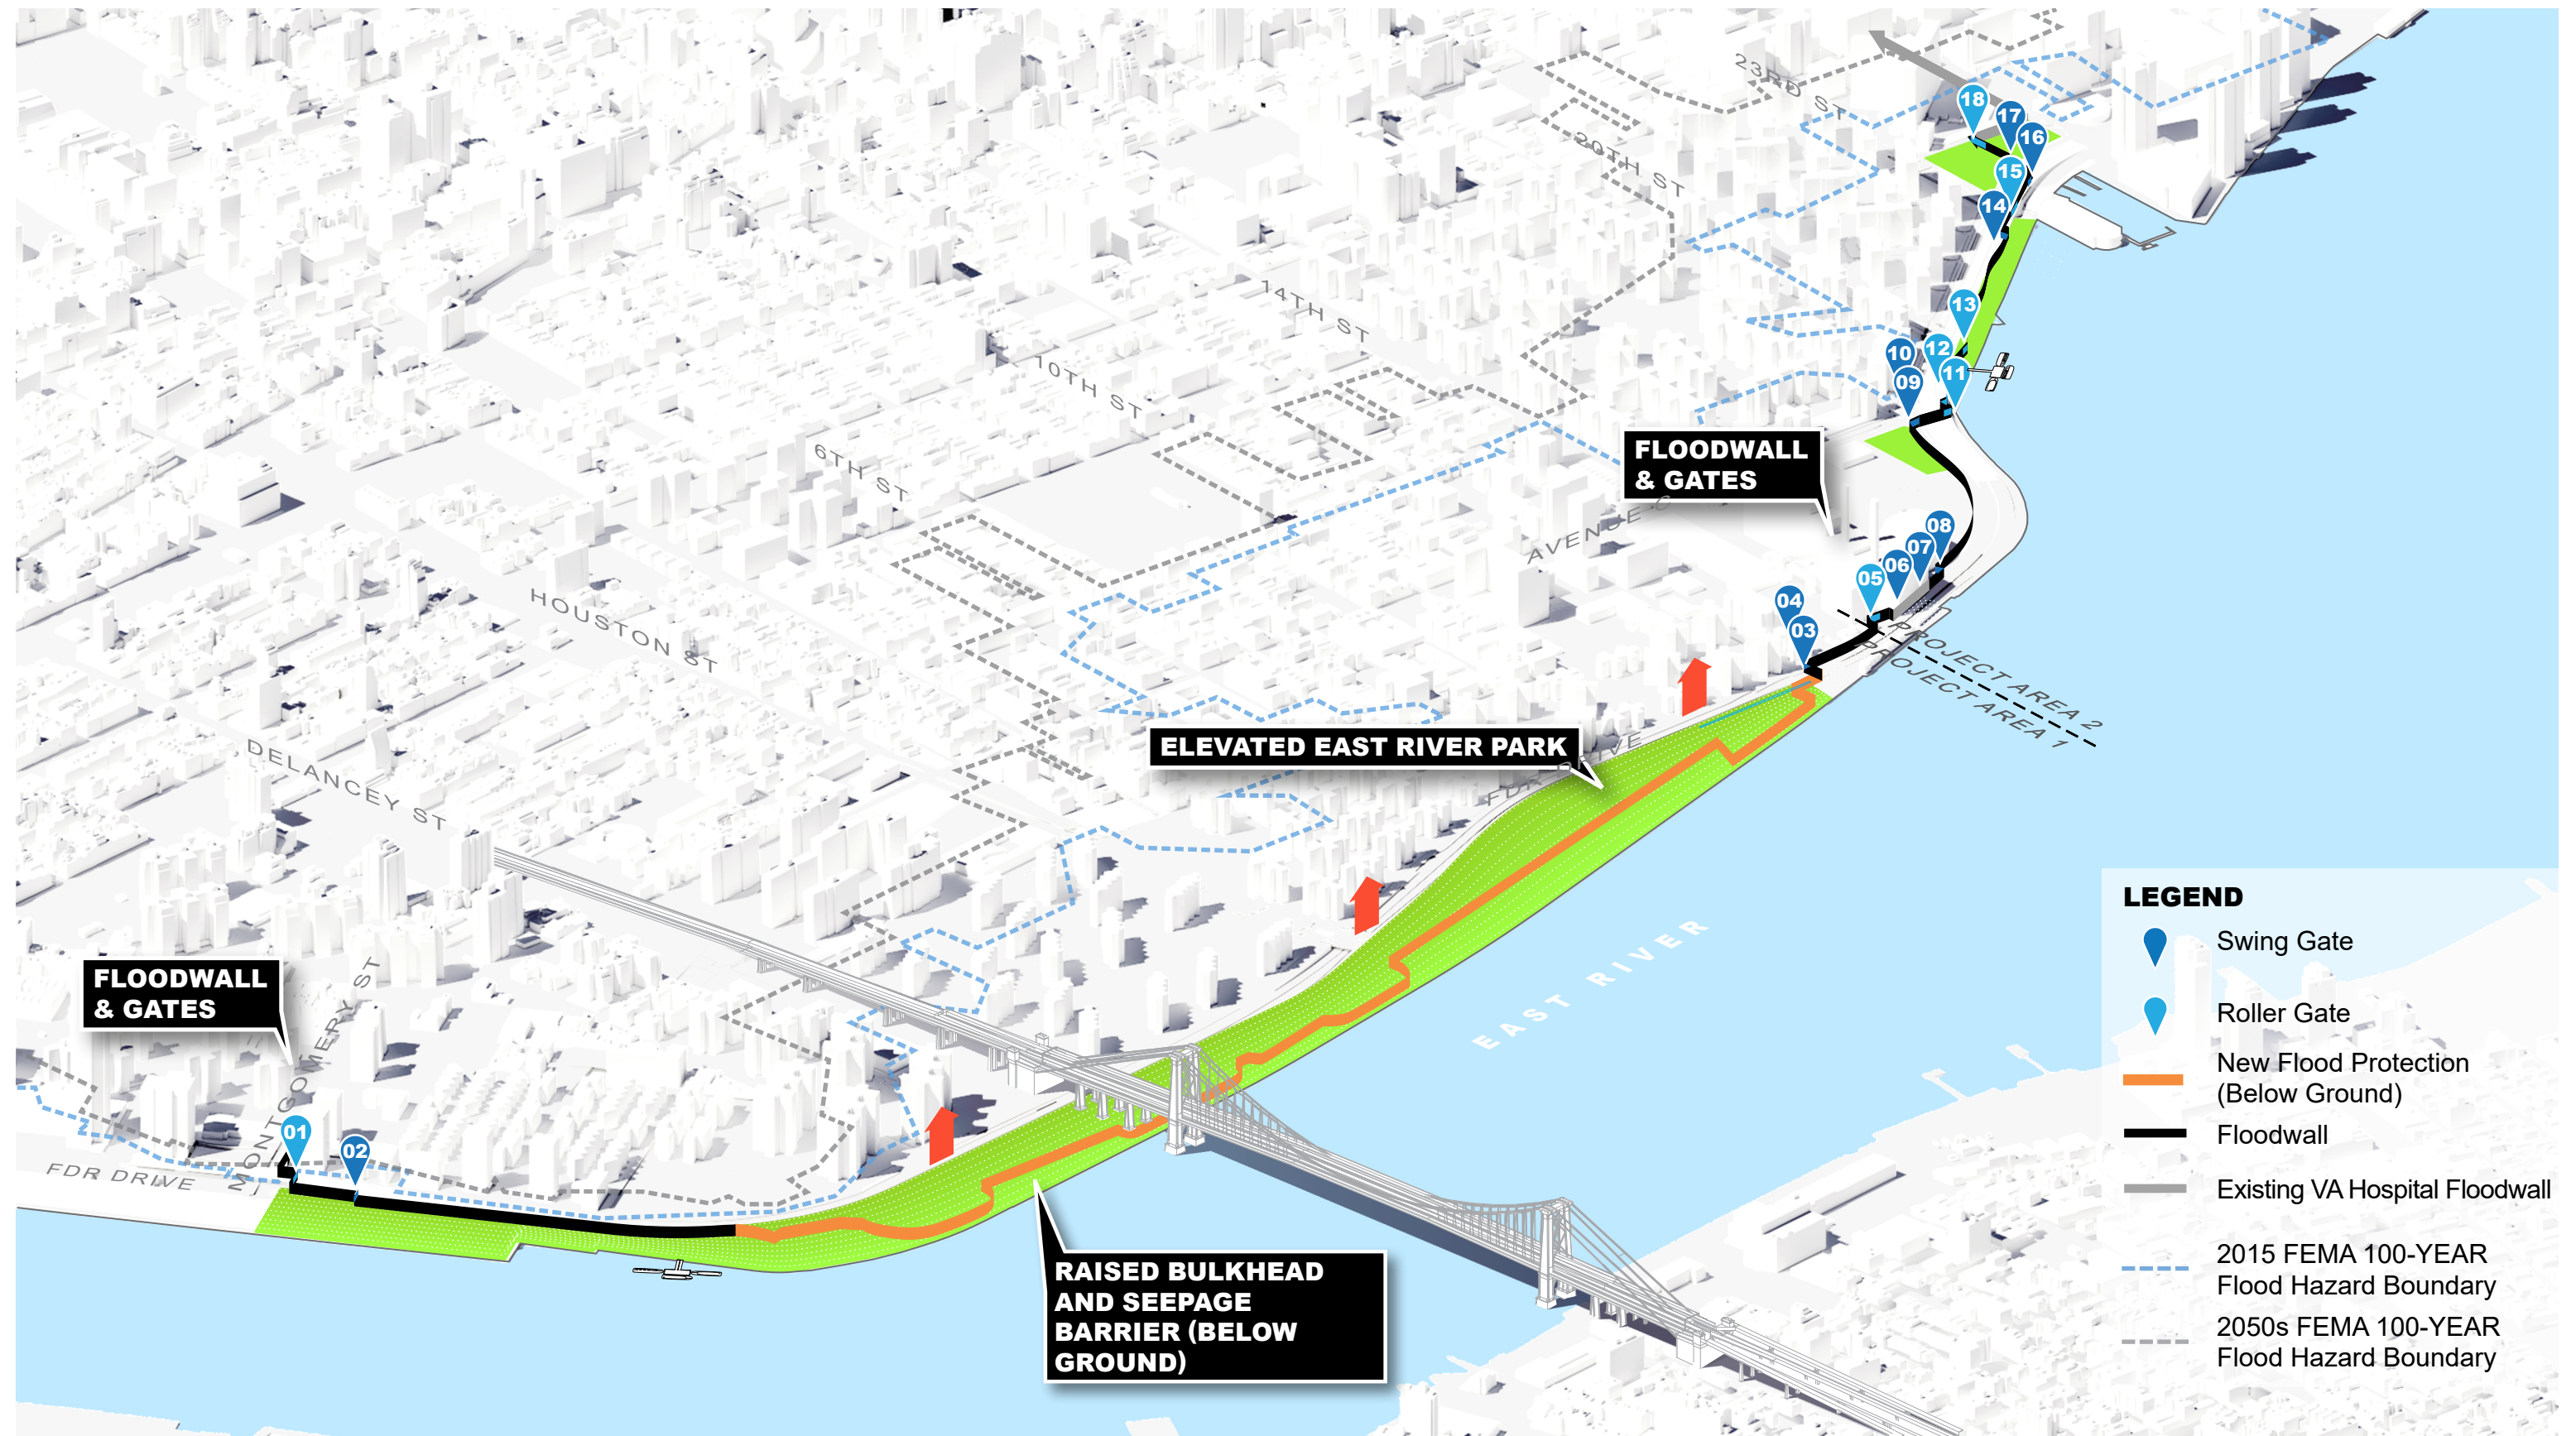 23RD ST
18
17
16
20TH ST
15
14
14TH ST
13
10TH ST
10
12
11
09
6TH ST
FLOODWALL
& GATES
AVENUE C
08
07
06
05
04
03
HOUSTON ST
PROJECT AREA 2
PROJECT AREA 1
ELEVATED EAST RIVER PARK
DELANCEY ST
EAST RIVER
FLOODWALL
& GATES
MONTGOMERY ST
01
02
FDR DRIVE
RAISED BULKHEAD
AND SEEPAGE
BARRIER (BELOW
GROUND)
LEGEND
Swing Gate
Roller Gate
New Flood Protection
(Below Ground)
Floodwall
Existing VA Hospital Floodwall
2015 FEMA 100-YEAR
Flood Hazard Boundary
2050s FEMA 100-YEAR
Flood Hazard Boundary